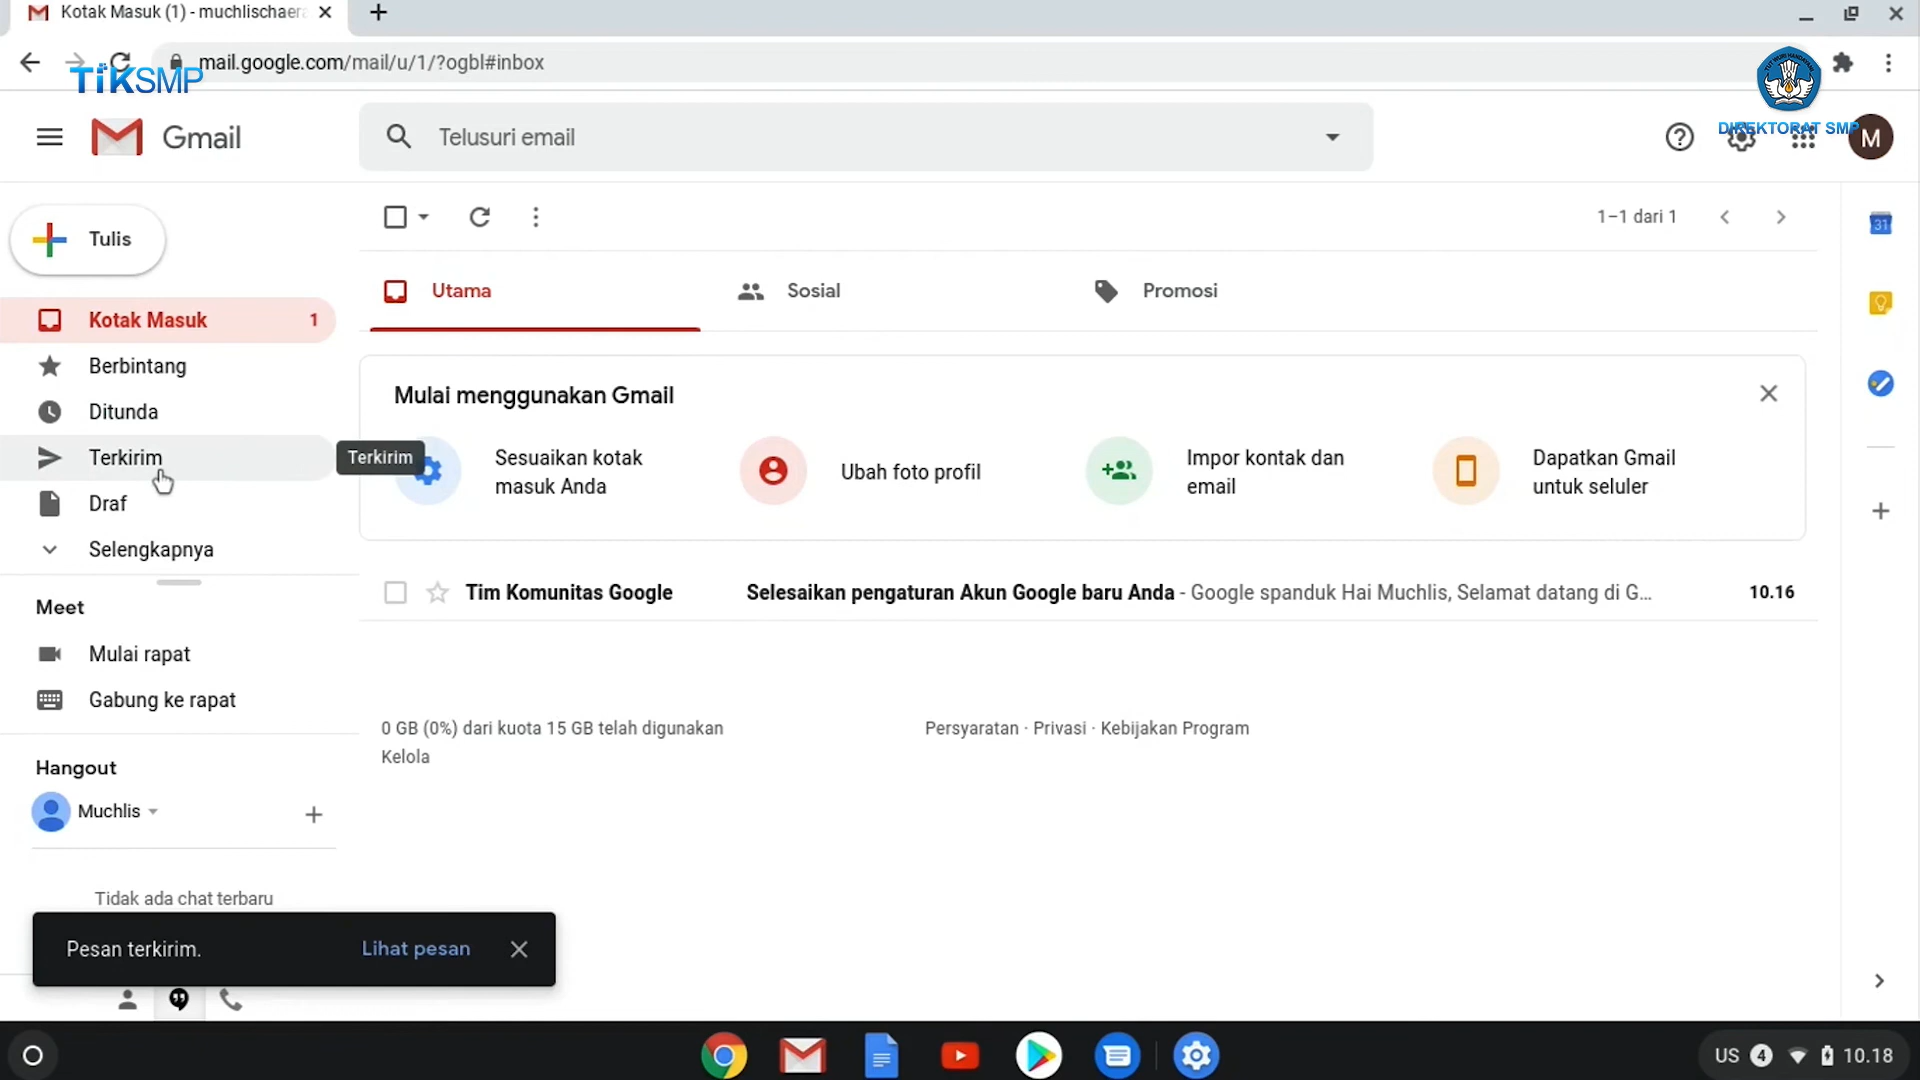 Kotak Masuk (1) - muchlischaera
mail.google.com/mail/u/1/?ogbl#inbox
TIKSMP
DIREKTORAT SMP
Gmail
Telusuri email
M
Tulis
1–1 dari 1
31
Utama
Sosial
Promosi
Kotak Masuk 1
Berbintang
Ditunda
Terkirim
Terkirim
Draf
Selengkapnya
Mulai menggunakan Gmail
Sesuaikan kotak
masuk Anda
Ubah foto profil
Impor kontak dan
email
Dapatkan Gmail
untuk seluler
Tim Komunitas Google Selesaikan pengaturan Akun Google baru Anda - Google spanduk Hai Muchlis, Selamat datang di G... 10.16
Meet
Mulai rapat
Gabung ke rapat
0 GB (0%) dari kuota 15 GB telah digunakan
Kelola
Persyaratan · Privasi · Kebijakan Program
Hangout
Muchlis
Tidak ada chat terbaru
Pesan terkirim. Lihat pesan
US 4 10.18